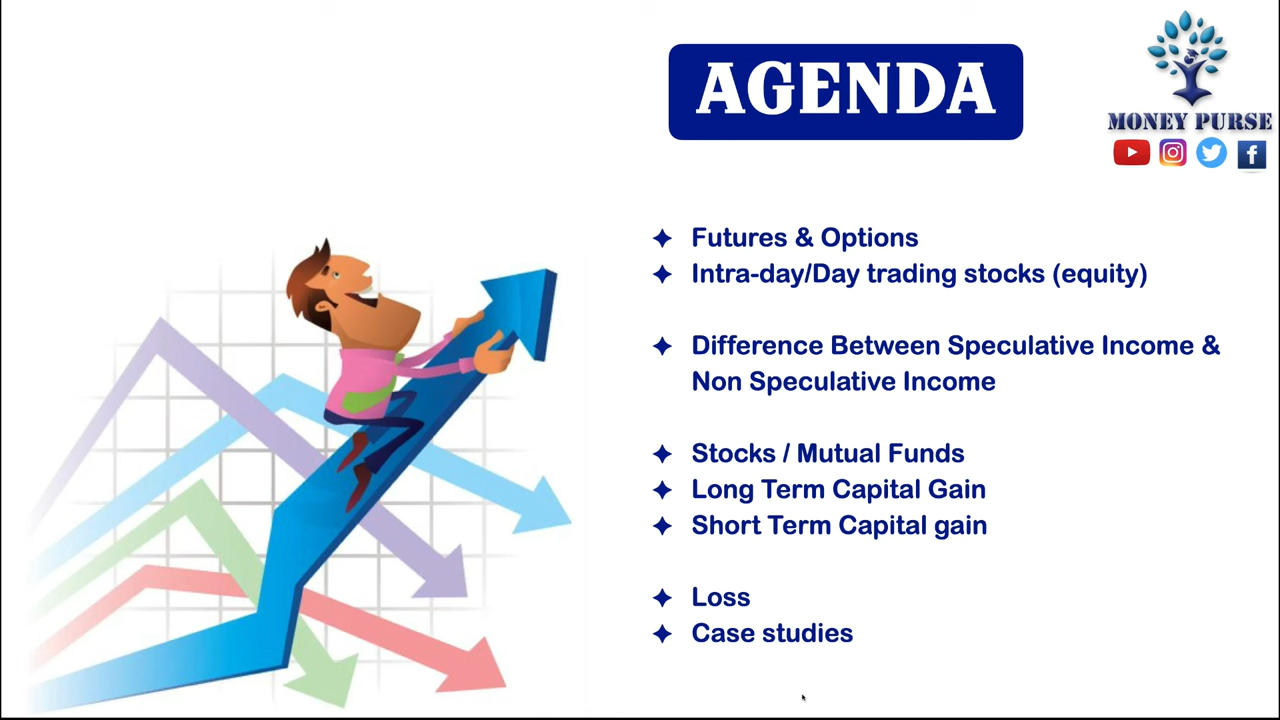 AGENDA
MONEY PURSE
Futures & Options
Intra-day/Day trading stocks (equity)
Difference Between Speculative Income &
Non Speculative Income
Stocks / Mutual Funds
Long Term Capital Gain
Short Term Capital gain
Loss
Case studies